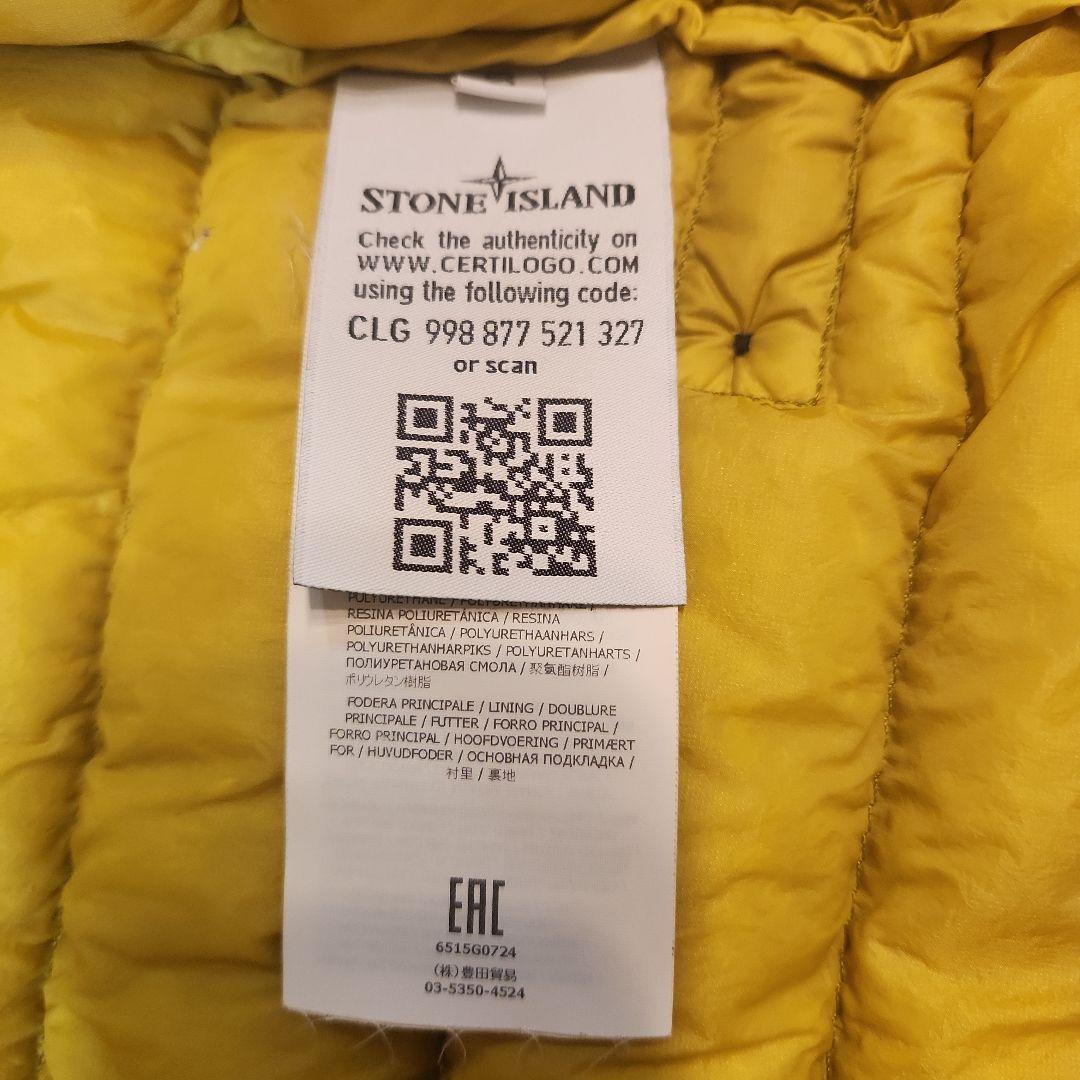 STONE ISLAND
Check the authenticity on
WWW.CERTILOGO.COM
using the following code:
CLG 998 877 521 327
or scan
RESINA POLIURETÂNICA / RESINA
POLIURETÂNICA / POLYURETHAANHARS /
POLYURETHANHARPIKS / POLYURETANHARTS /
ПОЛИУРЕТАНОВАЯ СМОЛА / 聚氨酯树脂 /
ポリウレタン樹脂
FODERA PRINCIPALE / LINING / DOUBLURE
PRINCIPALE / FUTTER / FORRO PRINCIPAL /
FORRO PRINCIPAL / HOOFDVOERING / PRIMÆRT
FOR / HUVUDFODER / ОСНОВНАЯ ПОДКЛАДКА /
衬里 / 裏地
EAC
6515G0724
(株)豊田貿易
03-5350-4524